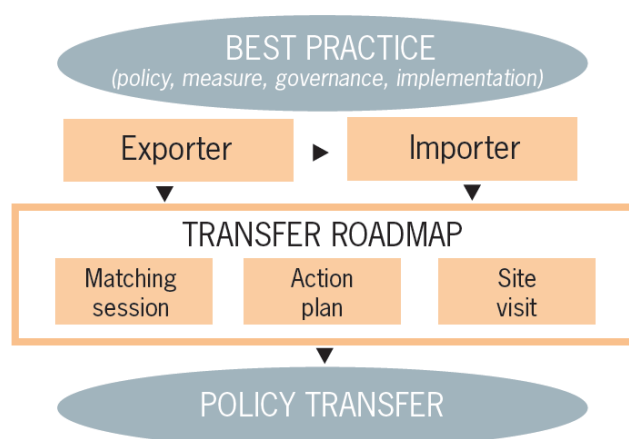 BEST PRACTICE
(policy, measure, governance, implementation)
Exporter
Importer
TRANSFER ROADMAP
Matching
session
Action
plan
Site
visit
POLICY TRANSFER